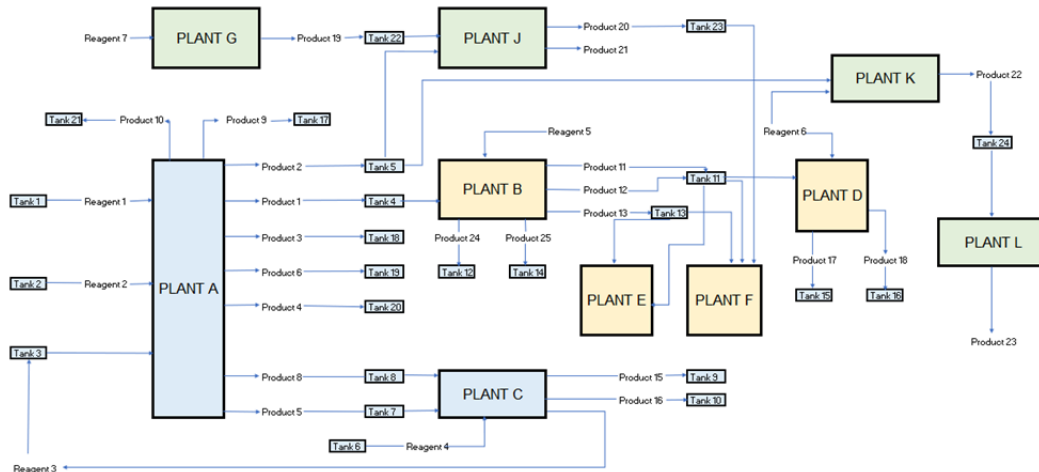 Reagent 7
PLANT G
Product 19
Tank 22
PLANT J
Product 20
Tank 23
Product 21
PLANT K
Product 22
Tank 21
Product 10
Product 9
Tank 17
Reagent 5
Reagent 6
Tank 24
Product 2
Tank 5
Product 11
Tank 11
Product 12
PLANT B
PLANT D
Tank 1
Reagent 1
Product 1
Tank 4
Product 13
Tank 13
Product 3
Tank 18
Product 24
Product 25
PLANT L
Product 6
Tank 19
Tank 12
Tank 14
Product 17
Product 18
Tank 2
Reagent 2
PLANT A
PLANT E
PLANT F
Tank 15
Tank 16
Product 4
Tank 20
Product 23
Tank 3
Product 8
Tank 8
PLANT C
Product 15
Tank 9
Product 16
Tank 10
Product 5
Tank 7
Tank 6
Reagent 4
Reagent 3